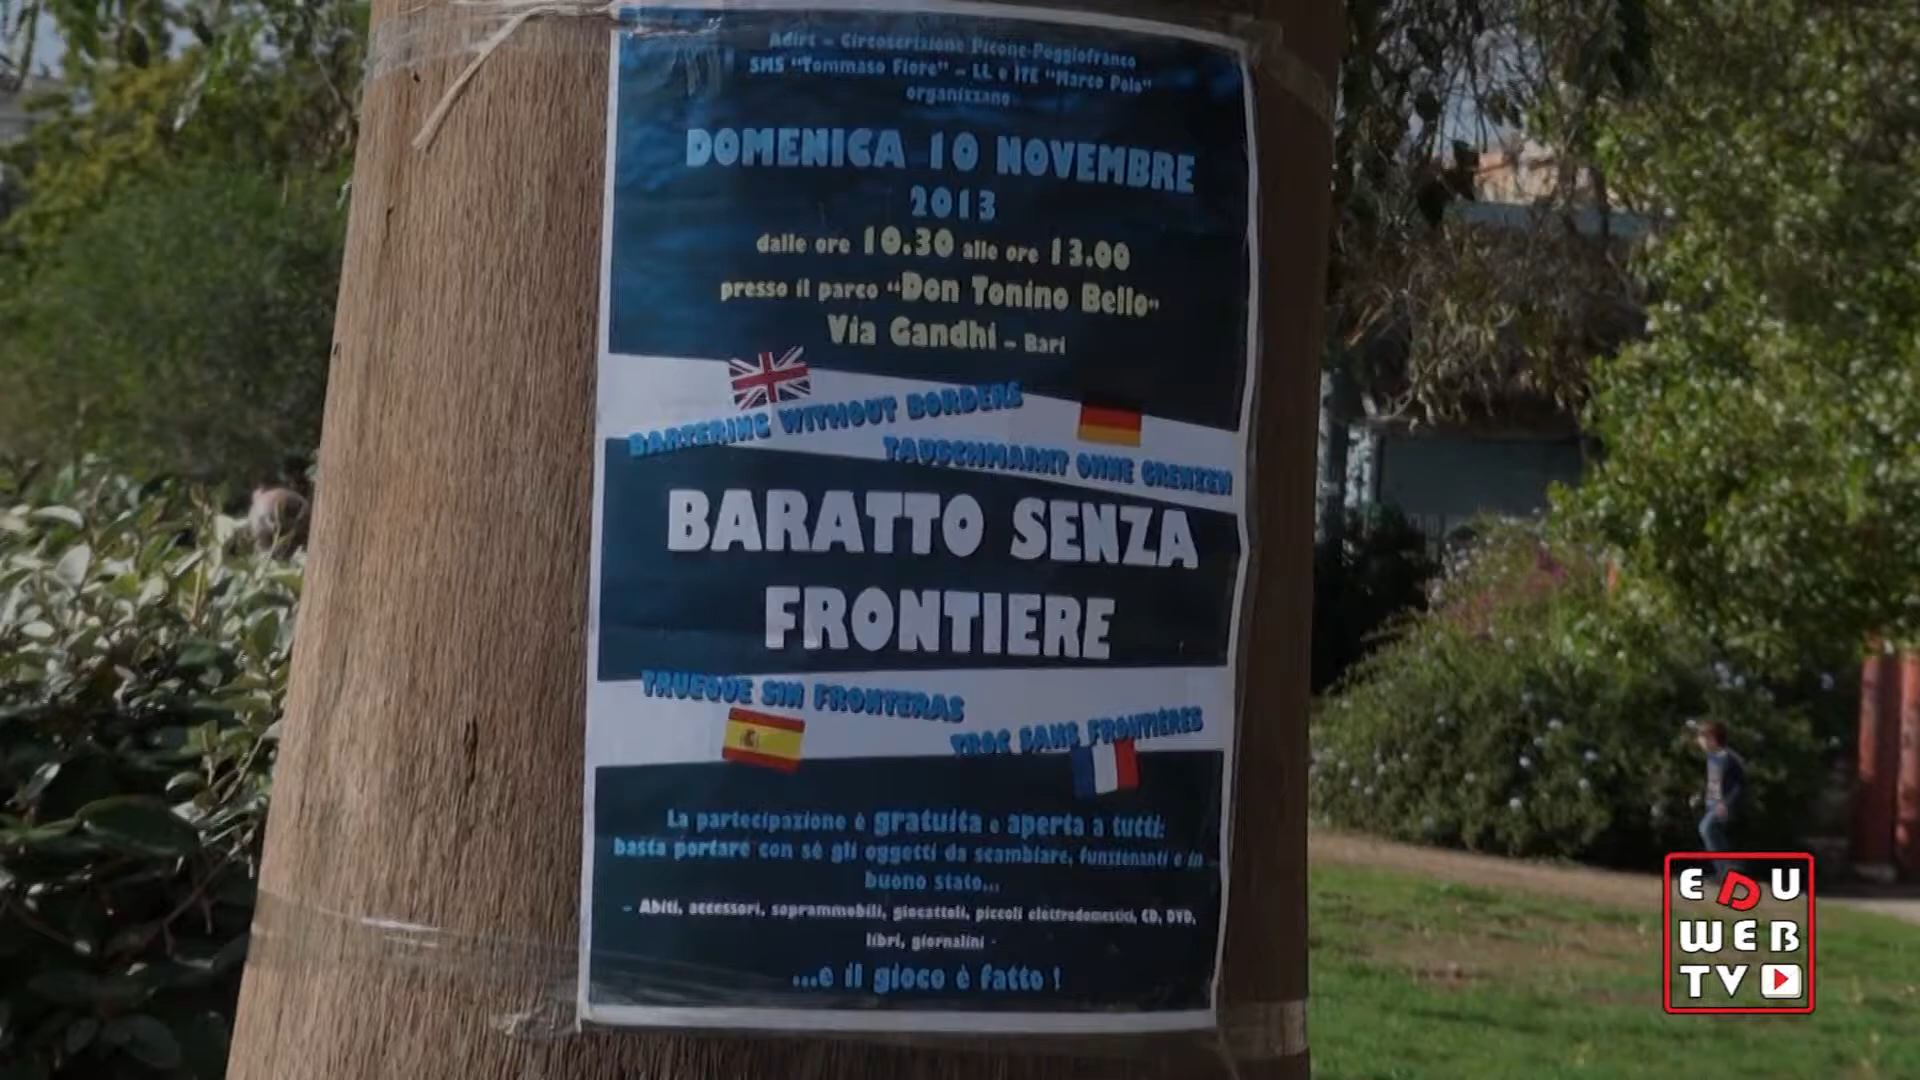 Adirt - Circoscrizione Picone-Poggiofranco
SMS "Tommaso Fiore" - LL e ITE "Marco Polo"
organizzano
DOMENICA 10 NOVEMBRE
2013
dalle ore 10.30 alle ore 13.00
presso il parco "Don Tonino Bello"
Via Gandhi - Bari
BARTERING WITHOUT BORDERS
TAUSCHMARKT OHNE GRENZEN
BARATTO SENZA
FRONTIERE
TRUEQUE SIN FRONTERAS
TROC SANS FRONTIÈRES
La partecipazione è gratuita e aperta a tutti:
basta portare con sé gli oggetti da scambiare, funzionanti e in
buono stato...
- Abiti, accessori, soprammobili, giocattoli, piccoli elettrodomestici, CD, DVD,
libri, giornalini -
...e il gioco è fatto !
EDU
WEB
TV